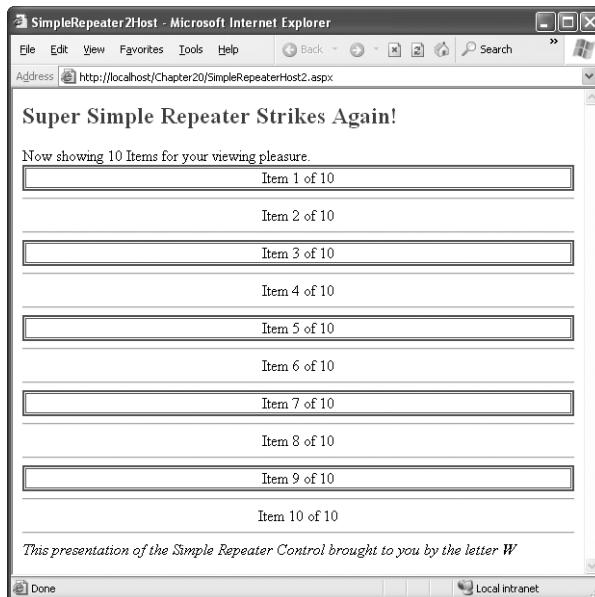 SimpleRepeater2Host - Microsoft Internet Explorer
File Edit View Favorites Tools Help Back Search »
Address http://localhost/Chapter20/SimpleRepeaterHost2.aspx
Super Simple Repeater Strikes Again!
Now showing 10 Items for your viewing pleasure.
Item 1 of 10
Item 2 of 10
Item 3 of 10
Item 4 of 10
Item 5 of 10
Item 6 of 10
Item 7 of 10
Item 8 of 10
Item 9 of 10
Item 10 of 10
This presentation of the Simple Repeater Control brought to you by the letter W
Done Local intranet